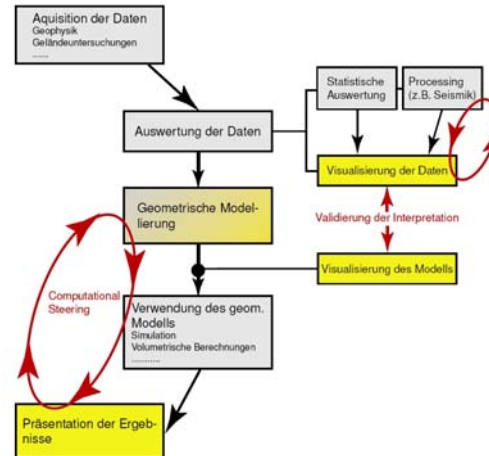 Aquisition der Daten
Geophysik
Geländeuntersuchungen
......
Statistische
Auswertung
Processing
(z.B. Seismik)
Auswertung der Daten
Visualisierung der Daten
Geometrische Model-
lierung
Validierung der Interpretation
Visualisierung des Modells
Computational
Steering
Verwendung des geom.
Modells
Simulation
Volumetrische Berechnungen
...........
Präsentation der Ergeb-
nisse